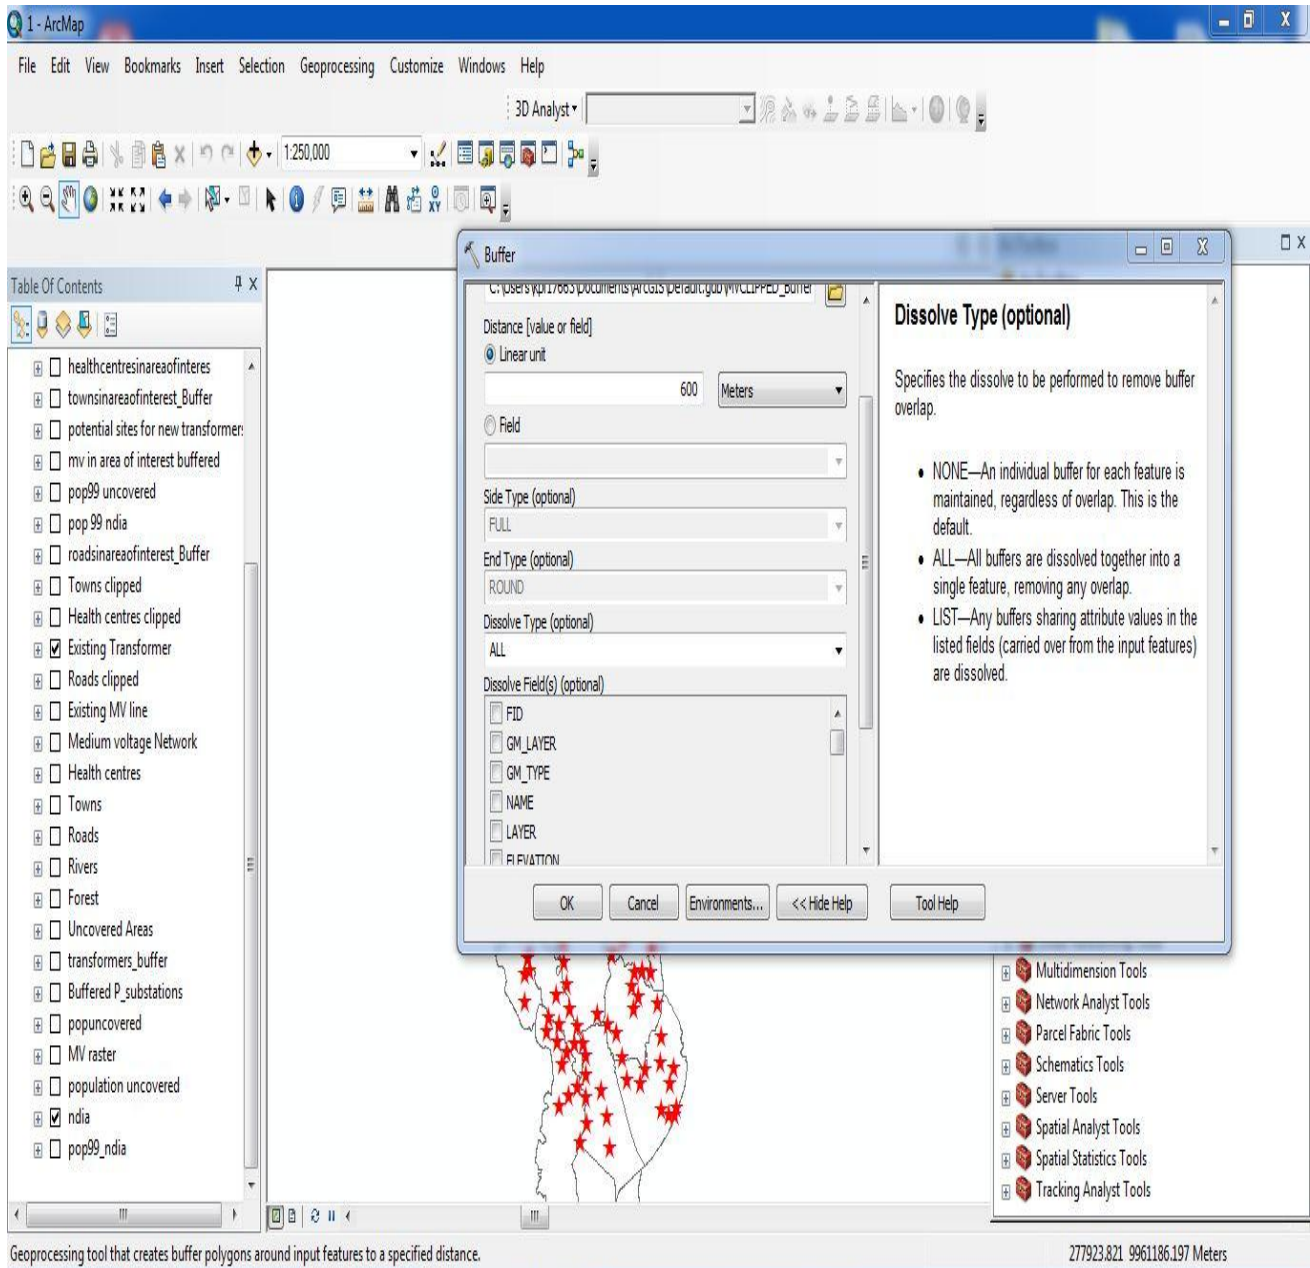 1 - ArcMap
File Edit View Bookmarks Insert Selection Geoprocessing Customize Windows Help
3D Analyst
1:250,000
XY
Table Of Contents
healthcentresinareaofinteres
townsinareaofinterest_Buffer
potential sites for new transformer
mv in area of interest buffered
pop99 uncovered
pop 99 ndia
roadsinareaofinterest_Buffer
Towns clipped
Health centres clipped
Existing Transformer
Roads clipped
Existing MV line
Medium voltage Network
Health centres
Towns
Roads
Rivers
Forest
Uncovered Areas
transformers_buffer
Buffered P_substations
popuncovered
MV raster
population uncovered
ndia
pop99_ndia
Buffer
C:\Users\kpl17663\Documents\ArcGIS\Default.gdb\MVCLIPPED_Buffer
Distance [value or field]
Linear unit
600 Meters
Field
Side Type (optional)
FULL
End Type (optional)
ROUND
Dissolve Type (optional)
ALL
Dissolve Field(s) (optional)
FID
GM_LAYER
GM_TYPE
NAME
LAYER
ELEVATION
OK Cancel Environments... << Hide Help Tool Help
Dissolve Type (optional)
Specifies the dissolve to be performed to remove buffer
overlap.
NONE—An individual buffer for each feature is
maintained, regardless of overlap. This is the
default.
ALL—All buffers are dissolved together into a
single feature, removing any overlap.
LIST—Any buffers sharing attribute values in the
listed fields (carried over from the input features)
are dissolved.
Multidimension Tools
Network Analyst Tools
Parcel Fabric Tools
Schematics Tools
Server Tools
Spatial Analyst Tools
Spatial Statistics Tools
Tracking Analyst Tools
Geoprocessing tool that creates buffer polygons around input features to a specified distance.
277923.821 9961186.197 Meters